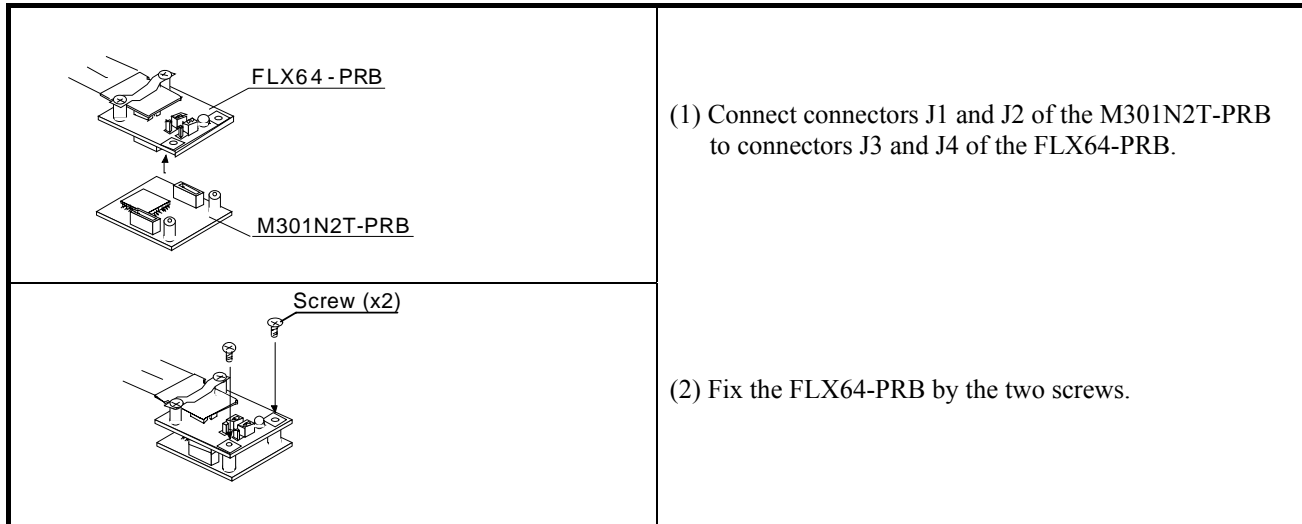 FLX64-PRB
M301N2T-PRB
(1) Connect connectors J1 and J2 of the M301N2T-PRB
to connectors J3 and J4 of the FLX64-PRB.
Screw (x2)
(2) Fix the FLX64-PRB by the two screws.